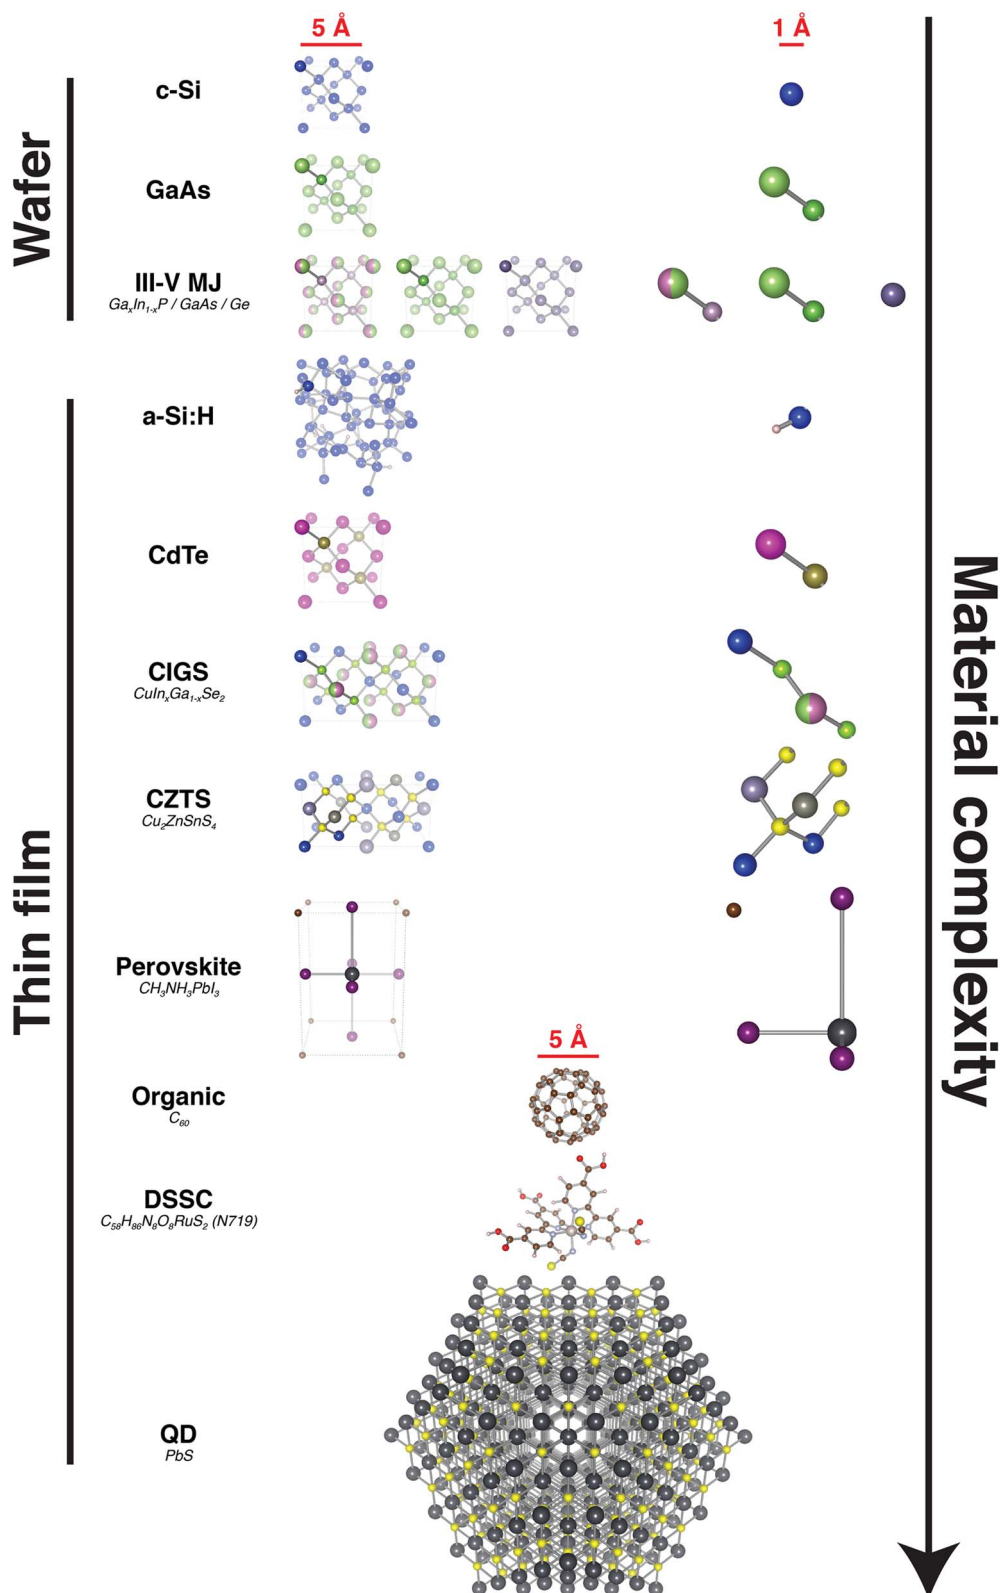 5 Å
1 Å
Wafer
c-Si
GaAs
III-V MJ
GaₓIn₁₋ₓP / GaAs / Ge
Thin film
a-Si:H
CdTe
CIGS
CuInₓGa₁₋ₓSe₂
CZTS
Cu₂ZnSnS₄
Perovskite
CH₃NH₃PbI₃
5 Å
Organic
C₆₀
DSSC
C₅₈H₈₆N₈O₈RuS₂ (N719)
QD
PbS
Material complexity